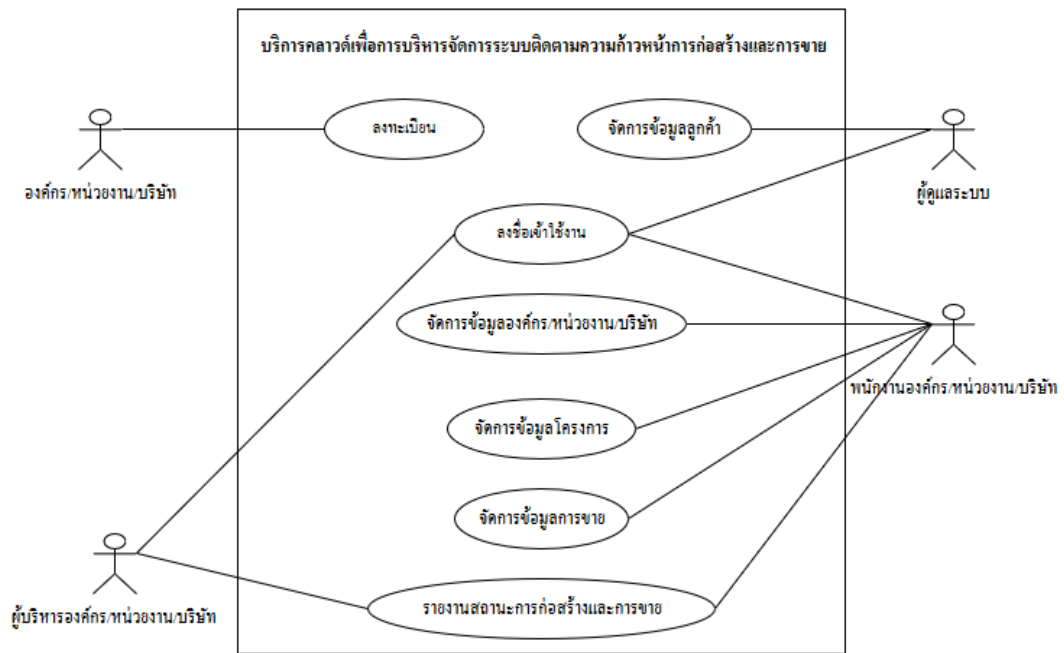 บริการคลาวด์เพื่อการบริหารจัดการระบบติดตามความก้าวหน้าการก่อสร้างและการขาย
ลงทะเบียน
จัดการข้อมูลลูกค้า
องค์กร/หน่วยงาน/บริษัท
ผู้ดูแลระบบ
ลงชื่อเข้าใช้งาน
จัดการข้อมูลองค์กร/หน่วยงาน/บริษัท
พนักงานองค์กร/หน่วยงาน/บริษัท
จัดการข้อมูลโครงการ
จัดการข้อมูลการขาย
รายงานสถานะการก่อสร้างและการขาย
ผู้บริหารองค์กร/หน่วยงาน/บริษัท